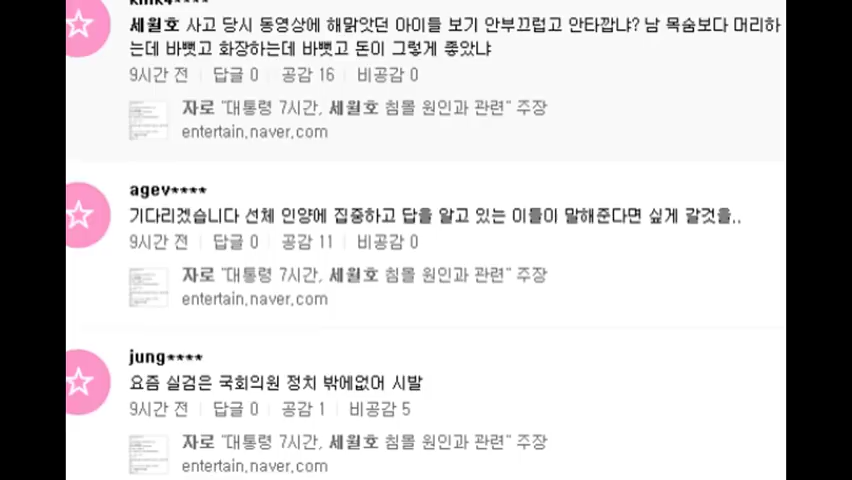 세월호 사고 당시 동영상에 해맑앗던 아이들 보기 안부끄럽고 안타깝냐? 남 목숨보다 머리하
는데 바뻣고 화장하는데 바뻣고 돈이 그렇게 좋았냐
9시간 전 답글 0 공감 16 비공감 0
자로 "대통령 7시간, 세월호 침몰 원인과 관련" 주장
entertain.naver.com
agev****
기다리겠습니다 선체 인양에 집중하고 답을 알고 있는 이들이 말해준다면 싶게 갈것을..
9시간 전 답글 0 공감 11 비공감 0
자로 "대통령 7시간, 세월호 침몰 원인과 관련" 주장
entertain.naver.com
jung****
요즘 실검은 국회의원 정치 밖에없어 시발
9시간 전 답글 0 공감 1 비공감 5
자로 "대통령 7시간, 세월호 침몰 원인과 관련" 주장
entertain.naver.com